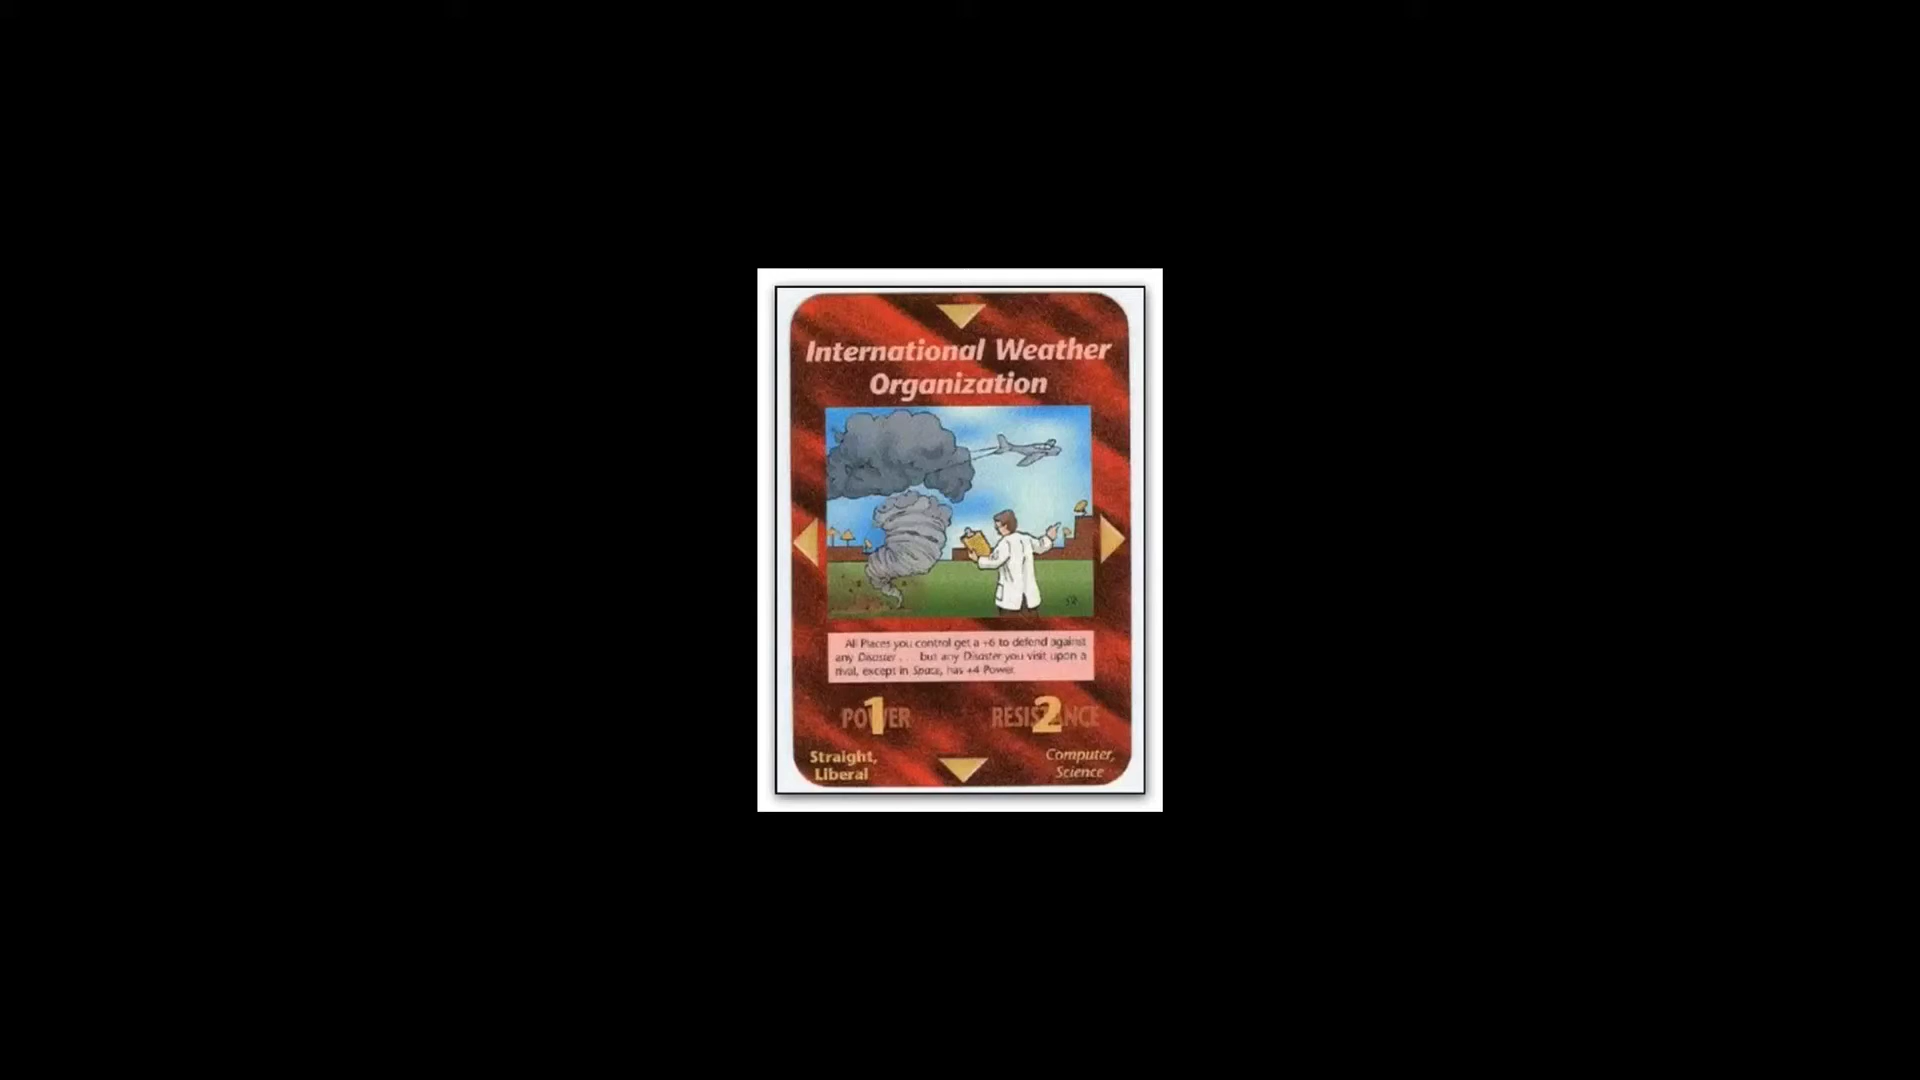 International Weather
Organization
All Places you control get a +6 to defend against
any Disaster . . . but any Disaster you visit upon a
rival, except in Space, has +4 Power.
POWER 1
RESISTANCE 2
Straight,
Liberal
Computer,
Science